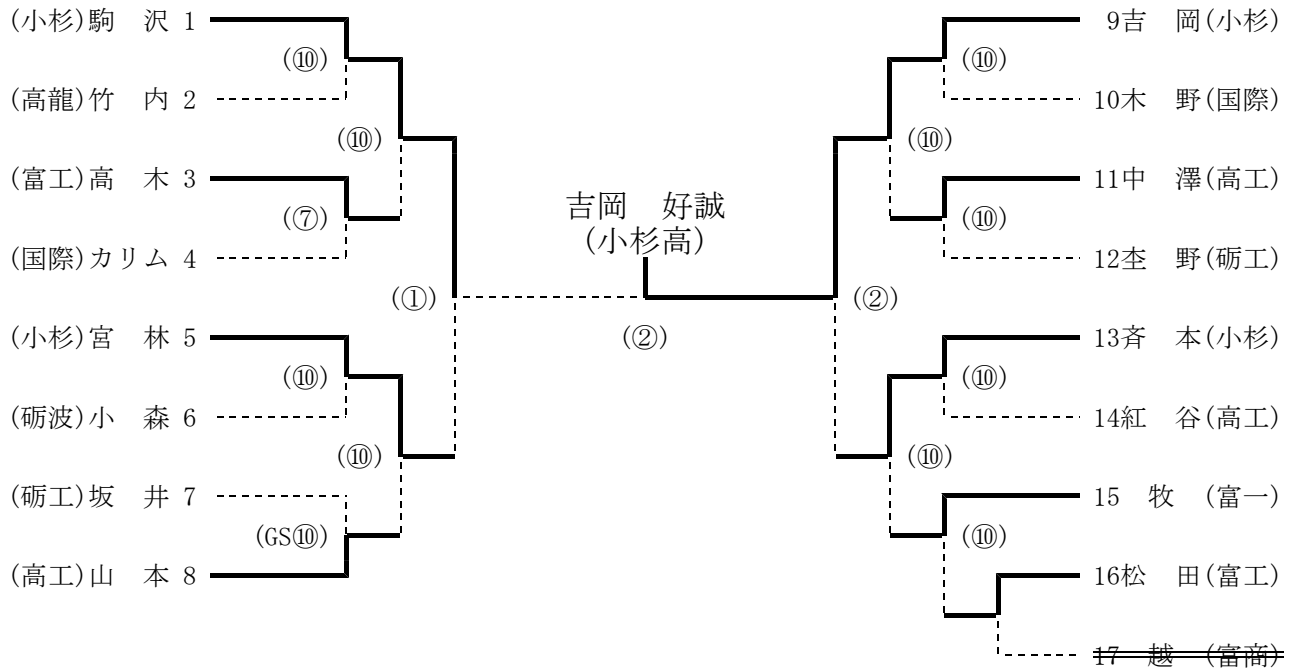 (小杉)駒　沢 1
(⑩)
(高龍)竹　内 2
(⑩)
(富工)高　木 3
(⑦)
(国際)カリム 4
(①)
(小杉)宮　林 5
(⑩)
(砺波)小　森 6
(⑩)
(砺工)坂　井 7
(GS⑩)
(高工)山　本 8
吉岡　好誠
(小杉高)
(②)
9吉　岡(小杉)
(⑩)
10木　野(国際)
(⑩)
11中　澤(高工)
(⑩)
12杢　野(砺工)
(②)
13斉　本(小杉)
(⑩)
14紅　谷(高工)
(⑩)
15　牧　(富一)
(⑩)
16松　田(富工)
17　越　(富商)